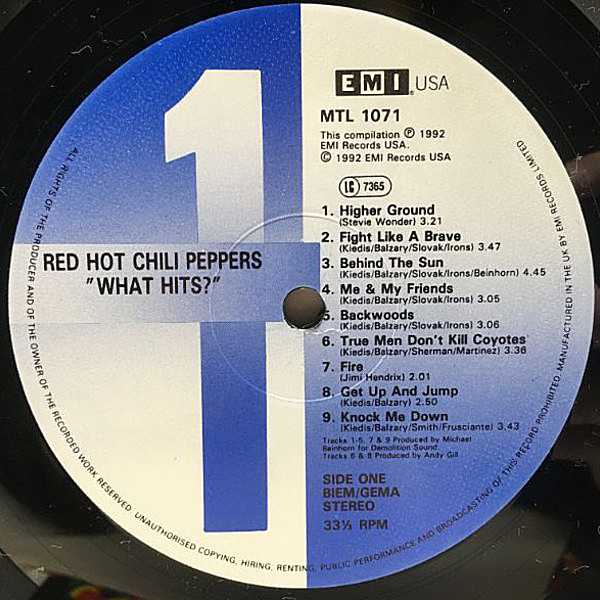 1
EMI USA
MTL 1071
This compilation ℗ 1992
EMI Records USA.
© 1992 EMI Records USA
LC 7365
RED HOT CHILI PEPPERS
"WHAT HITS?"
1. Higher Ground
(Stevie Wonder) 3.21
2. Fight Like A Brave
(Kiedis/Balzary/Slovak/Irons) 3.47
3. Behind The Sun
(Kiedis/Balzary/Slovak/Irons/Beinhorn) 4.45
4. Me & My Friends
(Kiedis/Balzary/Slovak/Irons) 3.05
5. Backwoods
(Kiedis/Balzary/Slovak/Irons) 3.06
6. True Men Don't Kill Coyotes
(Kiedis/Balzary/Sherman/Martinez) 3.36
7. Fire
(Jimi Hendrix) 2.01
8. Get Up And Jump
(Kiedis/Balzary) 2.50
9. Knock Me Down
(Kiedis/Balzary/Smith/Frusciante) 3.43
Tracks 1-5, 7 & 9 Produced by Michael
Beinhorn for Demolition Sound.
Tracks 6 & 8 Produced by Andy Gill
SIDE ONE
BIEM/GEMA
STEREO
33⅓ RPM
ALL RIGHTS OF THE PRODUCER AND OF THE OWNER OF THE RECORDED WORK RESERVED. UNAUTHORISED COPYING, HIRING, RENTING, PUBLIC PERFORMANCE AND BROADCASTING OF THIS RECORD PROHIBITED. MANUFACTURED IN THE UK BY EMI RECORDS LIMITED